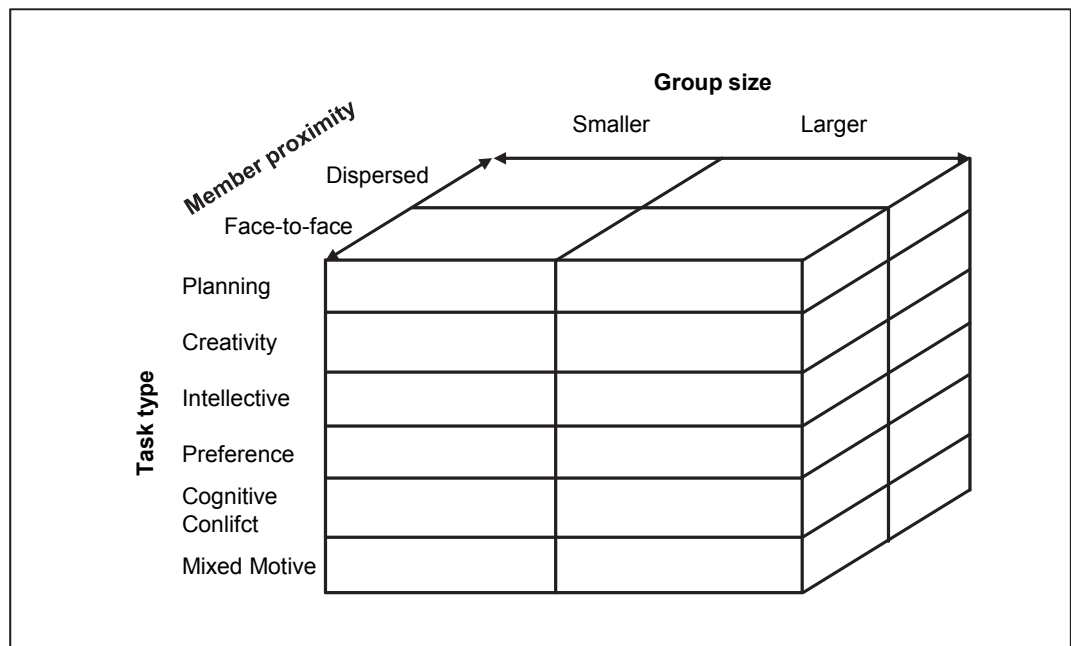 Group size
Smaller
Larger
Member proximity
Dispersed
Face-to-face
Task type
Planning
Creativity
Intellective
Preference
Cognitive
Conlifct
Mixed Motive